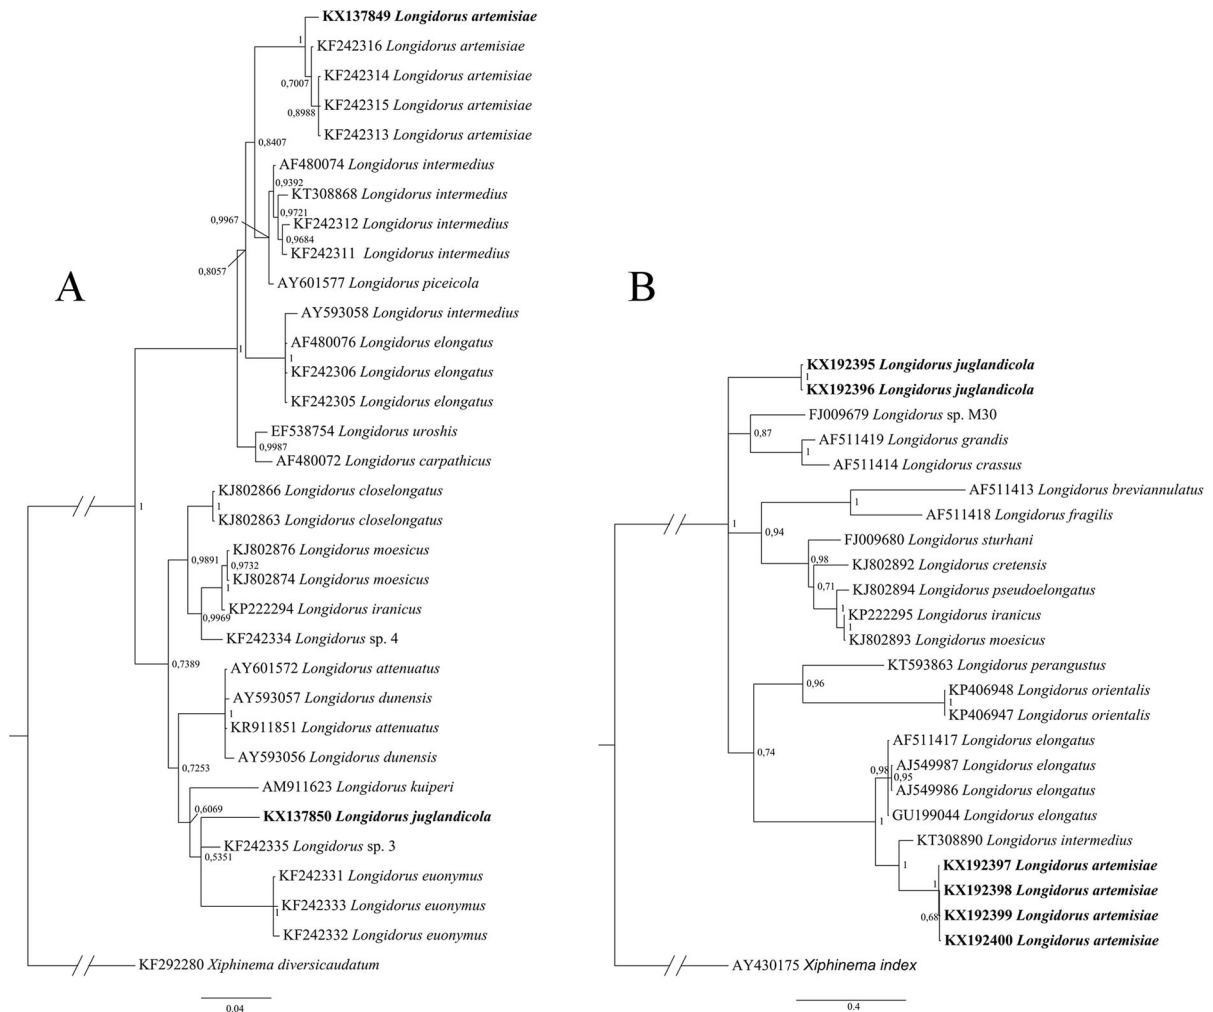 A
KX137849 Longidorus artemisiae
1
KF242316 Longidorus artemisiae
0,7007
KF242314 Longidorus artemisiae
KF242315 Longidorus artemisiae
0,8988
KF242313 Longidorus artemisiae
0,8407
AF480074 Longidorus intermedius
0,9392
KT308868 Longidorus intermedius
0,9721
0,9967
KF242312 Longidorus intermedius
0,9684
KF242311 Longidorus intermedius
0,8057
AY601577 Longidorus piceicola
AY593058 Longidorus intermedius
AF480076 Longidorus elongatus
1
1
KF242306 Longidorus elongatus
KF242305 Longidorus elongatus
EF538754 Longidorus uroshis
0,9987
AF480072 Longidorus carpathicus
KJ802866 Longidorus closelongatus
1
1
KJ802863 Longidorus closelongatus
KJ802876 Longidorus moesicus
0,9891
0,9732
KJ802874 Longidorus moesicus
1
KP222294 Longidorus iranicus
0,9969
KF242334 Longidorus sp. 4
0,7389
AY601572 Longidorus attenuatus
AY593057 Longidorus dunensis
1
KR911851 Longidorus attenuatus
AY593056 Longidorus dunensis
0,7253
AM911623 Longidorus kuiperi
0,6069
KX137850 Longidorus juglandicola
KF242335 Longidorus sp. 3
0,5351
KF242331 Longidorus euonymus
KF242333 Longidorus euonymus
1
KF242332 Longidorus euonymus
KF292280 Xiphinema diversicaudatum
0.04
B
KX192395 Longidorus juglandicola
1
KX192396 Longidorus juglandicola
FJ009679 Longidorus sp. M30
0,87
AF511419 Longidorus grandis
1
AF511414 Longidorus crassus
AF511413 Longidorus breviannulatus
1
AF511418 Longidorus fragilis
1
0,94
FJ009680 Longidorus sturhani
0,98
KJ802892 Longidorus cretensis
0,71
KJ802894 Longidorus pseudoelongatus
1
KP222295 Longidorus iranicus
1
KJ802893 Longidorus moesicus
KT593863 Longidorus perangustus
0,96
KP406948 Longidorus orientalis
1
KP406947 Longidorus orientalis
0,74
AF511417 Longidorus elongatus
AJ549987 Longidorus elongatus
0,98
0,95
AJ549986 Longidorus elongatus
GU199044 Longidorus elongatus
1
KT308890 Longidorus intermedius
1
KX192397 Longidorus artemisiae
1
KX192398 Longidorus artemisiae
0,68
KX192399 Longidorus artemisiae
KX192400 Longidorus artemisiae
AY430175 Xiphinema index
0.4